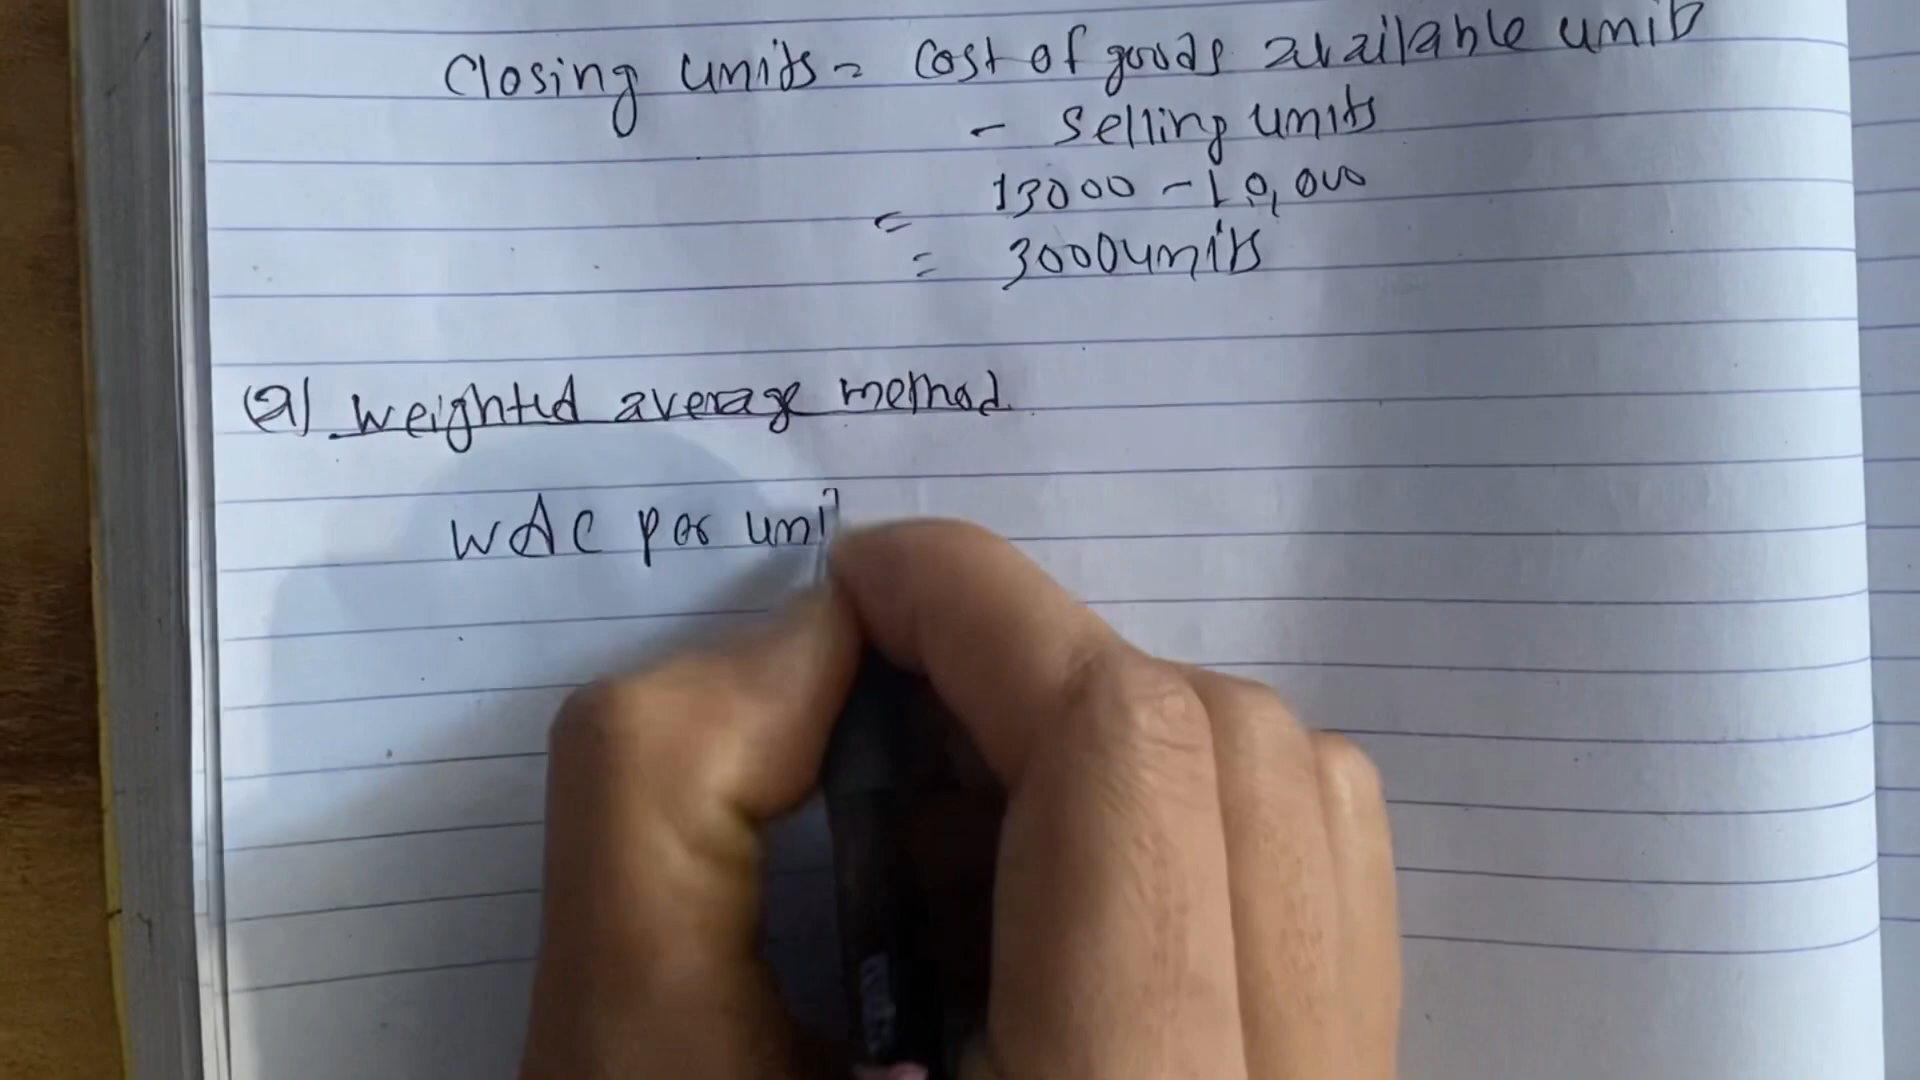 Closing units = Cost of goods available units
- Selling units
= 13000 - 10,000
= 3000 units
(a) weighted average method
WAC per unit